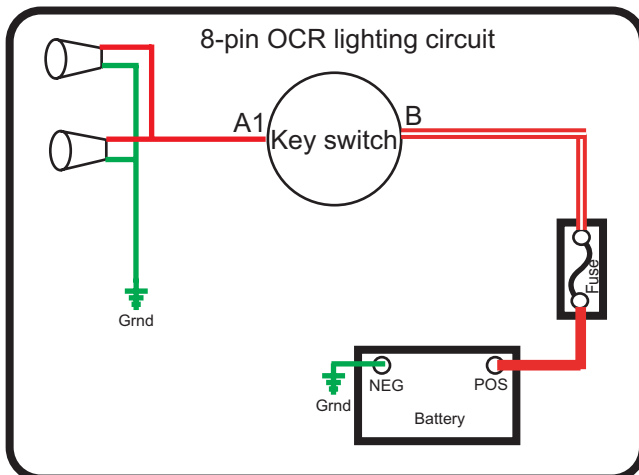 8-pin OCR lighting circuit
A1
Key switch
B
Fuse
Grnd
NEG
POS
Grnd
Battery